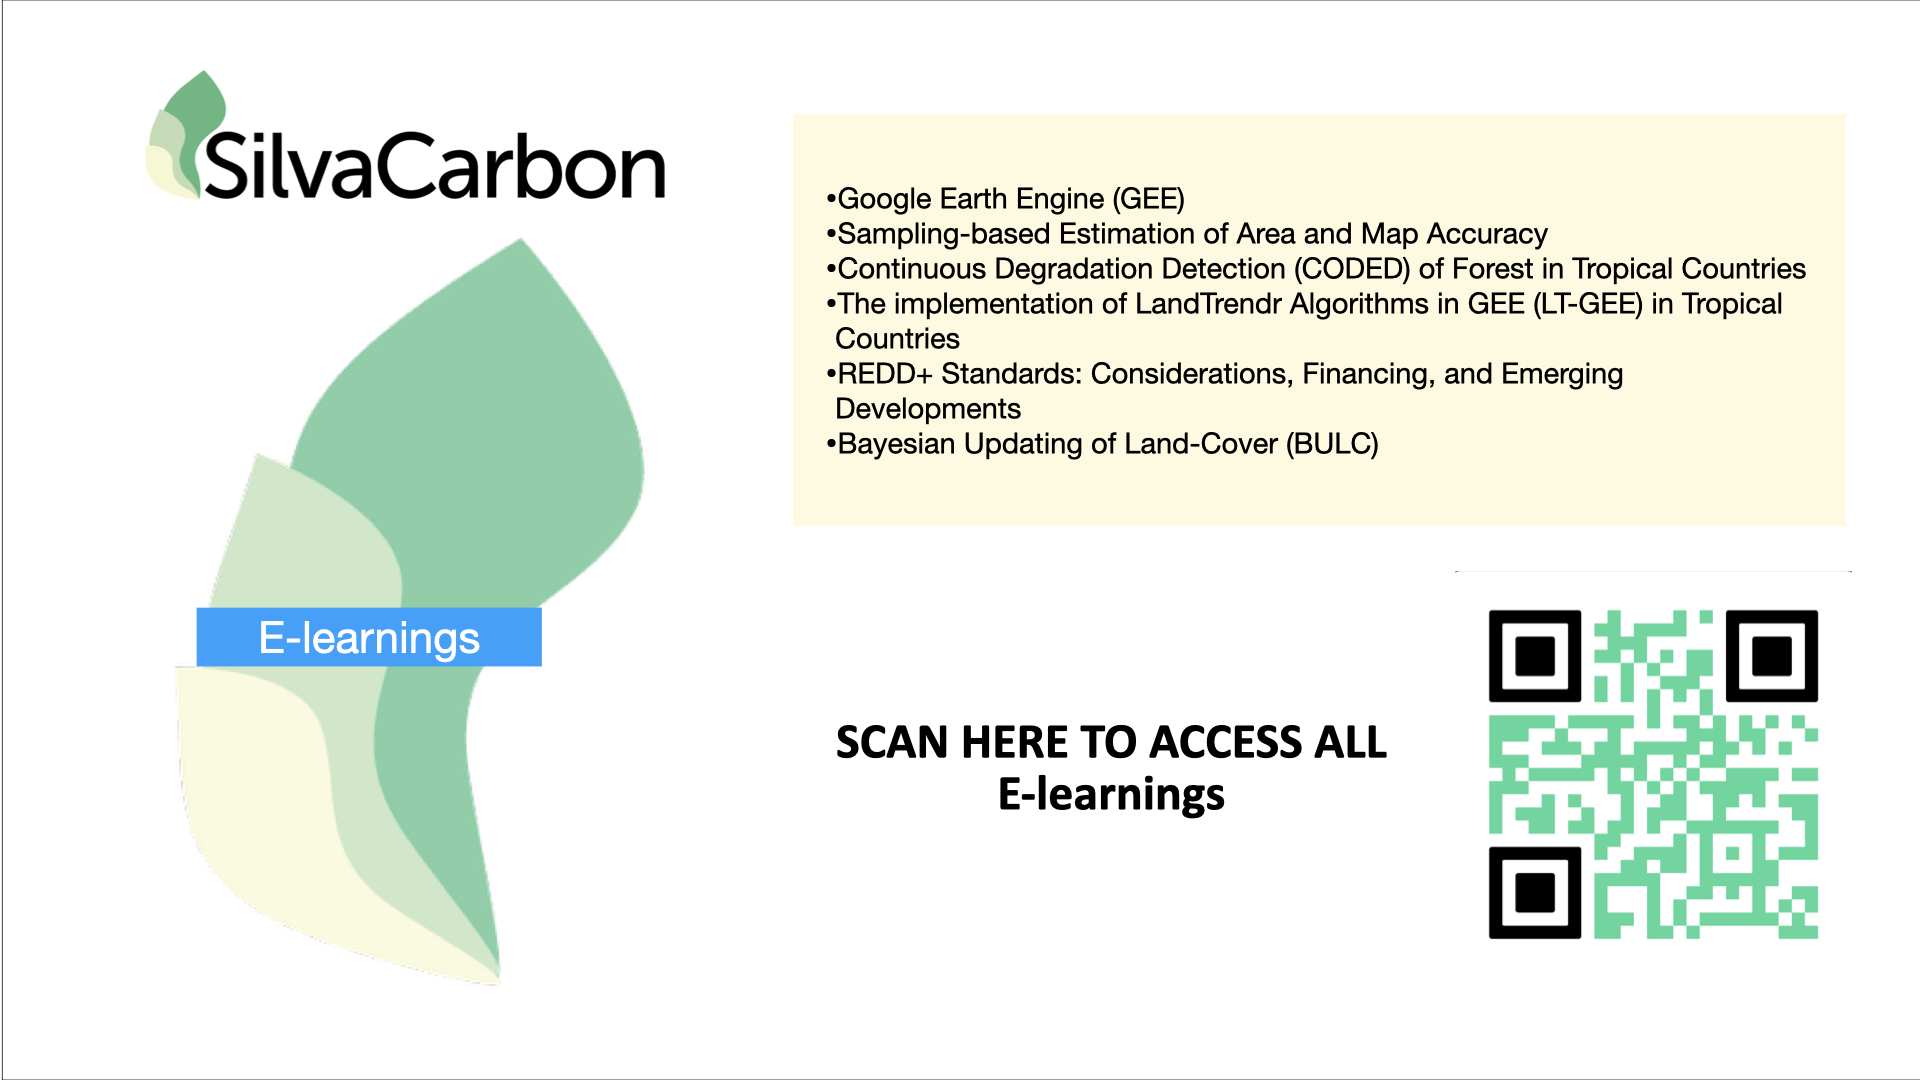 SilvaCarbon
•Google Earth Engine (GEE)
•Sampling-based Estimation of Area and Map Accuracy
•Continuous Degradation Detection (CODED) of Forest in Tropical Countries
•The implementation of LandTrendr Algorithms in GEE (LT-GEE) in Tropical
Countries
•REDD+ Standards: Considerations, Financing, and Emerging
Developments
•Bayesian Updating of Land-Cover (BULC)
E-learnings
SCAN HERE TO ACCESS ALL
E-learnings